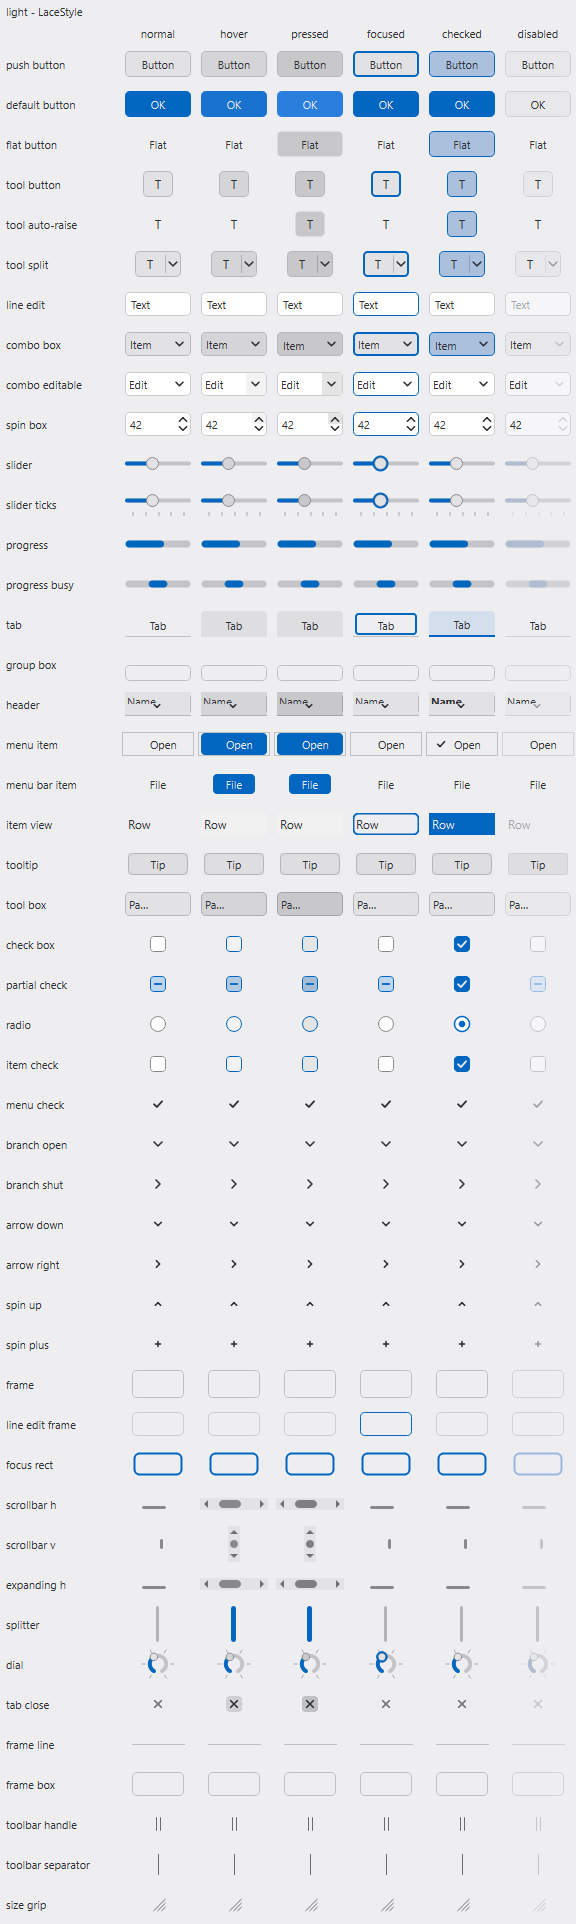 light - LaceStyle
normal hover pressed focused checked disabled
push button Button Button Button Button Button Button
default button OK OK OK OK OK OK
flat button Flat Flat Flat Flat Flat Flat
tool button T T T T T T
tool auto-raise T T T T T T
tool split T T T T T T
line edit Text Text Text Text Text Text
combo box Item Item Item Item Item Item
combo editable Edit Edit Edit Edit Edit Edit
spin box 42 42 42 42 42 42
slider
slider ticks
progress
progress busy
tab Tab Tab Tab Tab Tab Tab
group box
header Name Name Name Name Name Name
menu item Open Open Open Open Open Open
menu bar item File File File File File File
item view Row Row Row Row Row Row
tooltip Tip Tip Tip Tip Tip Tip
tool box Pa... Pa... Pa... Pa... Pa... Pa...
check box
partial check
radio
item check
menu check
branch open
branch shut
arrow down
arrow right
spin up
spin plus
frame
line edit frame
focus rect
scrollbar h
scrollbar v
expanding h
splitter
dial
tab close
frame line
frame box
toolbar handle
toolbar separator
size grip